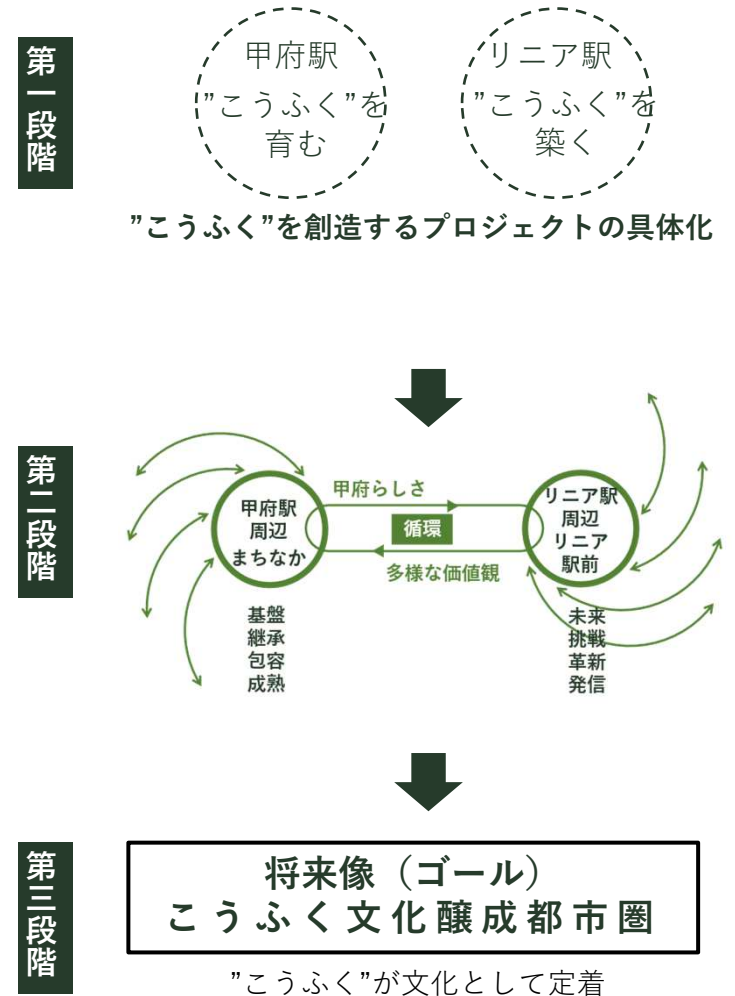 第一段階
甲府駅
”こうふく”を
育む
リニア駅
”こうふく”を
築く
”こうふく”を創造するプロジェクトの具体化
第二段階
甲府駅
周辺
まちなか
甲府らしさ
循環
多様な価値観
リニア駅
周辺
リニア
駅前
基盤
継承
包容
成熟
未来
挑戦
革新
発信
第三段階
将来像（ゴール）
こうふく文化醸成都市圏
”こうふく”が文化として定着